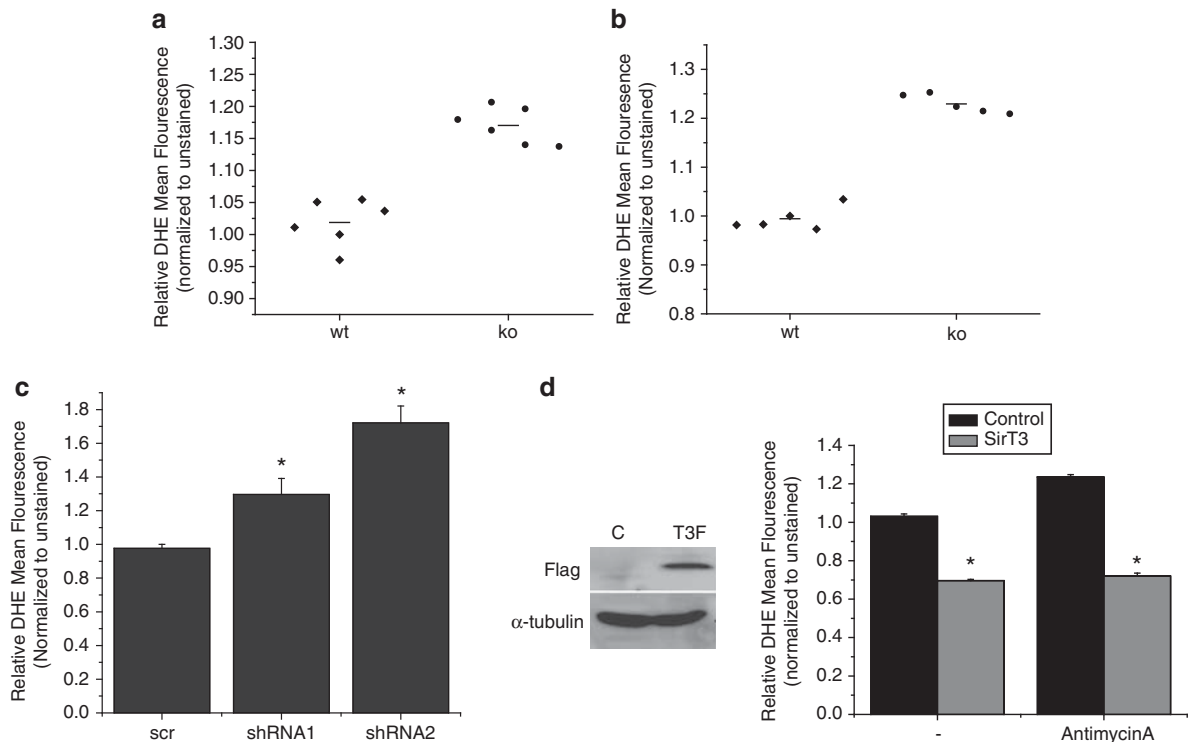 a
Relative DHE Mean Flourescence
(normalized to unstained)
1.30
1.25
1.20
1.15
1.10
1.05
1.00
0.95
0.90
wt
ko
b
Relative DHE Mean Flouresence
(Normalized to unstained)
1.3
1.2
1.1
1.0
0.9
0.8
wt
ko
c
Relative DHE Mean Flourescence
(Normalized to unstained)
1.8
1.6
1.4
1.2
1.0
0.8
0.6
0.4
0.2
0.0
*
*
scr
shRNA1
shRNA2
d
C
T3F
Flag
α-tubulin
Control
SirT3
Relative DHE Mean Flourescence
(normalized to unstained)
1.4
1.2
1.0
0.8
0.6
0.4
0.2
0.0
*
*
-
AntimycinA